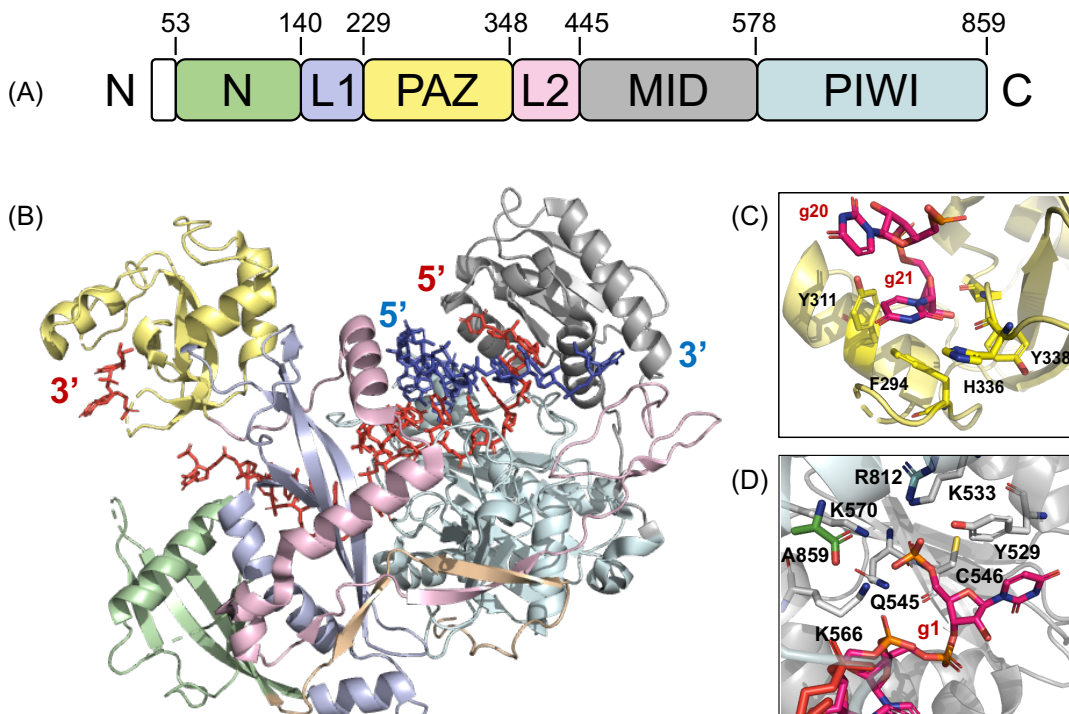 53 140 229 348 445 578 859
(A) N N L1 PAZ L2 MID PIWI C
(B)
5’
5’
3’
3’
(C)
g20
g21
Y311
Y338
F294
H336
(D)
R812
K533
K570
Y529
A859
C546
Q545
g1
K566